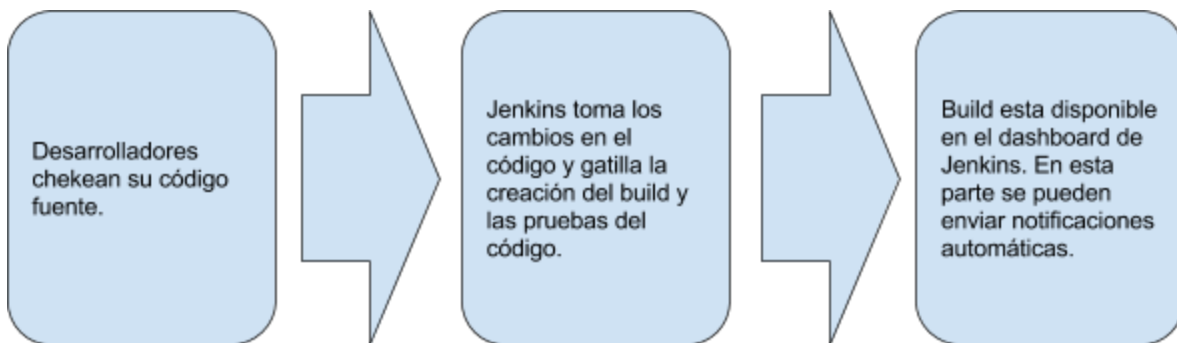 Desarrolladores
chekean su código
fuente.
Jenkins toma los
cambios en el
código y gatilla la
creación del build y
las pruebas del
código.
Build esta disponible
en el dashboard de
Jenkins. En esta
parte se pueden
enviar notificaciones
automáticas.